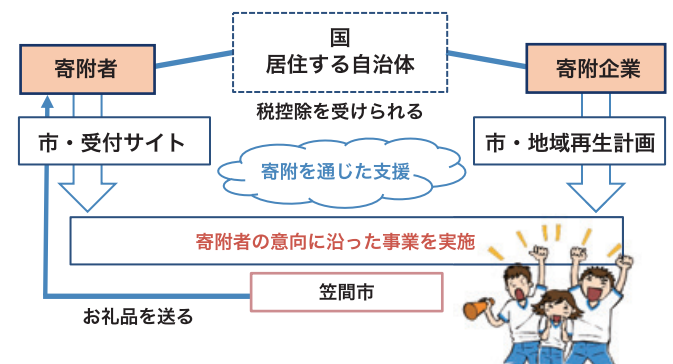 国
居住する自治体
寄附者
寄附企業
税控除を受けられる
市・受付サイト
市・地域再生計画
寄附を通じた支援
寄附者の意向に沿った事業を実施
笠間市
お礼品を送る